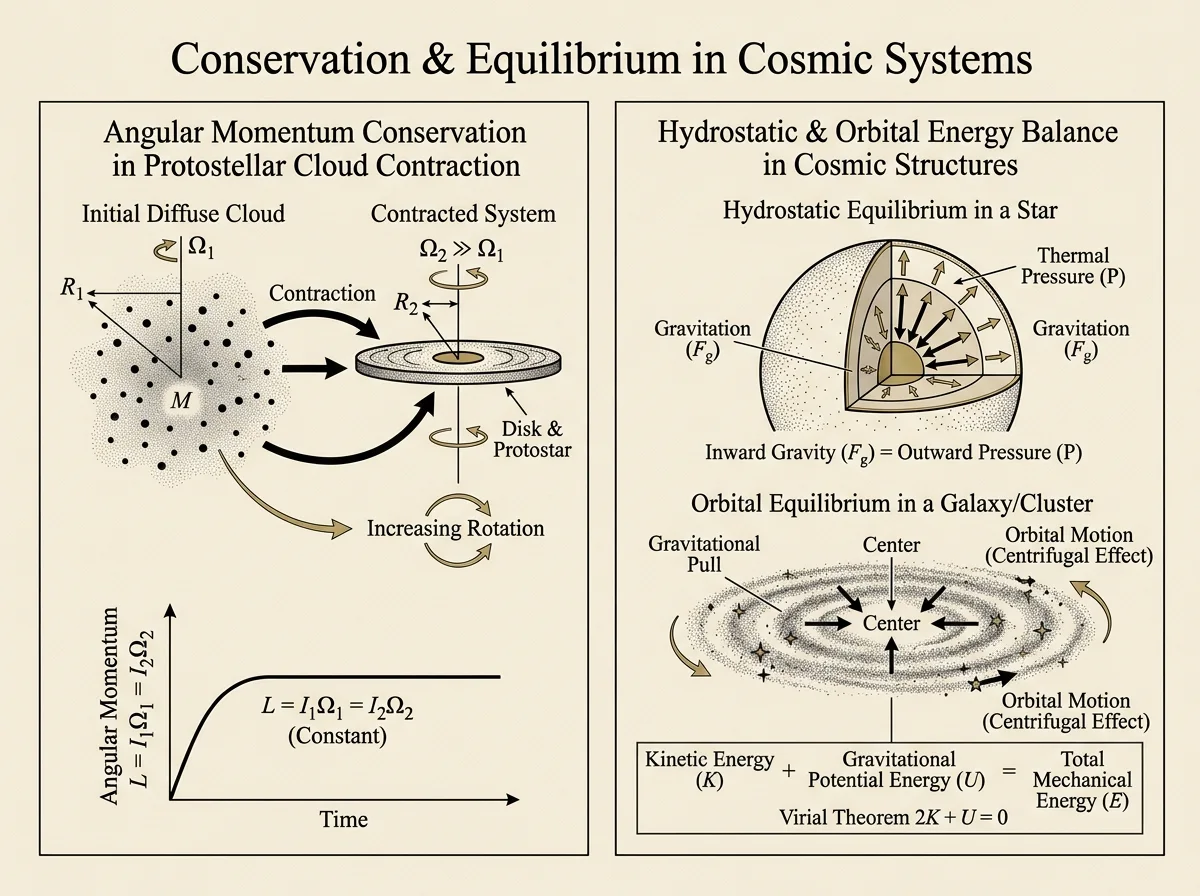 Conservation & Equilibrium in Cosmic Systems
Angular Momentum Conservation
in Protostellar Cloud Contraction
Initial Diffuse Cloud
Ω₁
R₁
M
Contraction
Contracted System
Ω₂ ≫ Ω₁
R₂
Disk &
Protostar
Increasing Rotation
Angular Momentum
L = I₁Ω₁ = I₂Ω₂
L = I₁Ω₁ = I₂Ω₂
(Constant)
Time
Hydrostatic & Orbital Energy Balance
in Cosmic Structures
Hydrostatic Equilibrium in a Star
Thermal
Pressure (P)
Gravitation
(Fg)
Gravitation
(Fg)
Inward Gravity (Fg) = Outward Pressure (P)
Orbital Equilibrium in a Galaxy/Cluster
Gravitational
Pull
Center
Orbital Motion
(Centrifugal Effect)
Center
Orbital Motion
(Centrifugal Effect)
Kinetic Energy
(K)
+
Gravitational
Potential Energy (U)
=
Total
Mechanical
Energy (E)
Virial Theorem 2K + U = 0